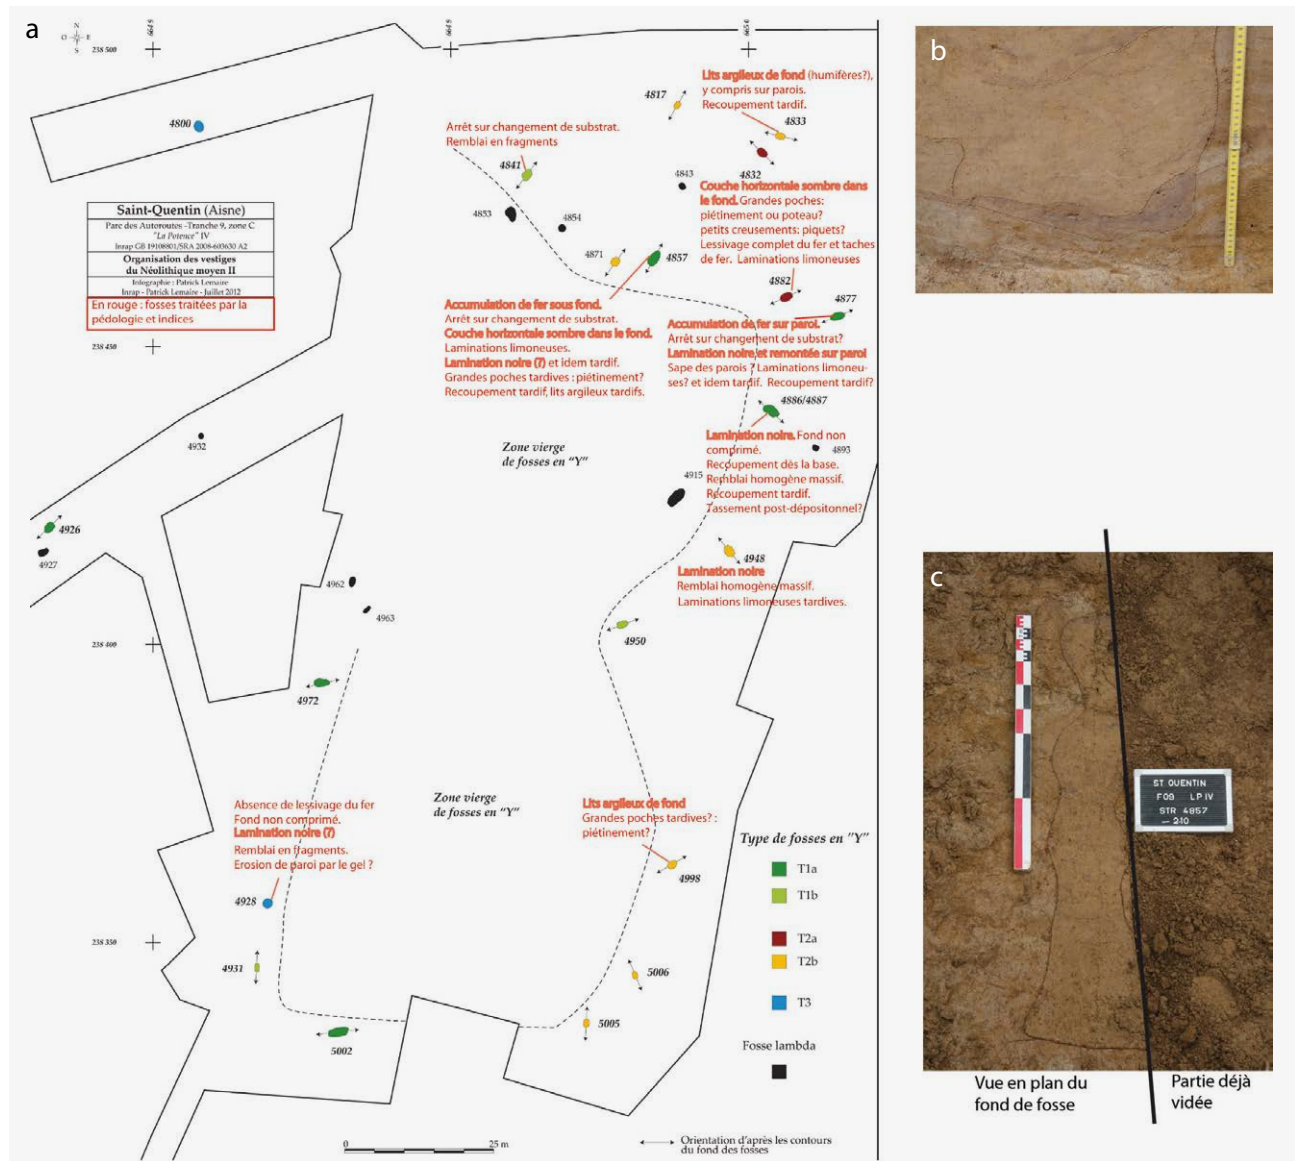 a
N
O
E
S
664 9
664 9
665 0
238 500
4800
Saint-Quentin (Aisne)
Parc des Autoroutes -Tranche 9, zone C
"La Potence" IV
Inrap GB 19108801/SRA 2008-603630 A2
Organisation des vestiges
du Néolithique moyen II
Infographie : Patrick Lemaire
Inrap - Patrick Lemaire - Juillet 2012
En rouge : fosses traitées par la
pédologie et indices
238 450
Arrêt sur changement de substrat.
Remblai en fragments
4841
4853
4854
4871
4857
4817
Lits argileux de fond (humifères?),
y compris sur parois.
Recoupement tardif.
4833
4832
4843
Couche horizontale sombre dans
le fond. Grandes poches:
piétinement ou poteau?
petits creusements: piquets?
Lessivage complet du fer et taches
de fer. Laminations limoneuses
4882
4877
Accumulation de fer sous fond.
Arrêt sur changement de substrat.
Couche horizontale sombre dans le fond.
Laminations limoneuses.
Lamination noire (?) et idem tardif.
Grandes poches tardives : piétinement?
Recoupement tardif, lits argileux tardifs.
Accumulation de fer sur paroi.
Arrêt sur changement de substrat?
Lamination noire et remontée sur paroi
Sape des parois ? Laminations limoneu-
ses? et idem tardif. Recoupement tardif?
4886/4887
Lamination noire. Fond non
comprimé.
Recoupement dès la base.
Remblai homogène massif.
Recoupement tardif.
Tassement post-dépositonnel?
4893
4915
4932
Zone vierge
de fosses en "Y"
4926
4927
4962
4963
4948
Lamination noire
Remblai homogène massif.
Laminations limoneuses tardives.
238 400
4950
4972
Absence de lessivage du fer
Fond non comprimé.
Lamination noire (?)
Remblai en fragments.
Erosion de paroi par le gel ?
4928
Zone vierge
de fosses en "Y"
Lits argileux de fond
Grandes poches tardives? :
piétinement?
4998
238 350
4931
5002
5006
5005
Type de fosses en "Y"
T1a
T1b
T2a
T2b
T3
Fosse lambda
0
25 m
Orientation d'après les contours
du fond des fosses
b
c
ST QUENTIN
F09 LP IV
STR 4857
- 210
Vue en plan du
fond de fosse
Partie déjà
vidée